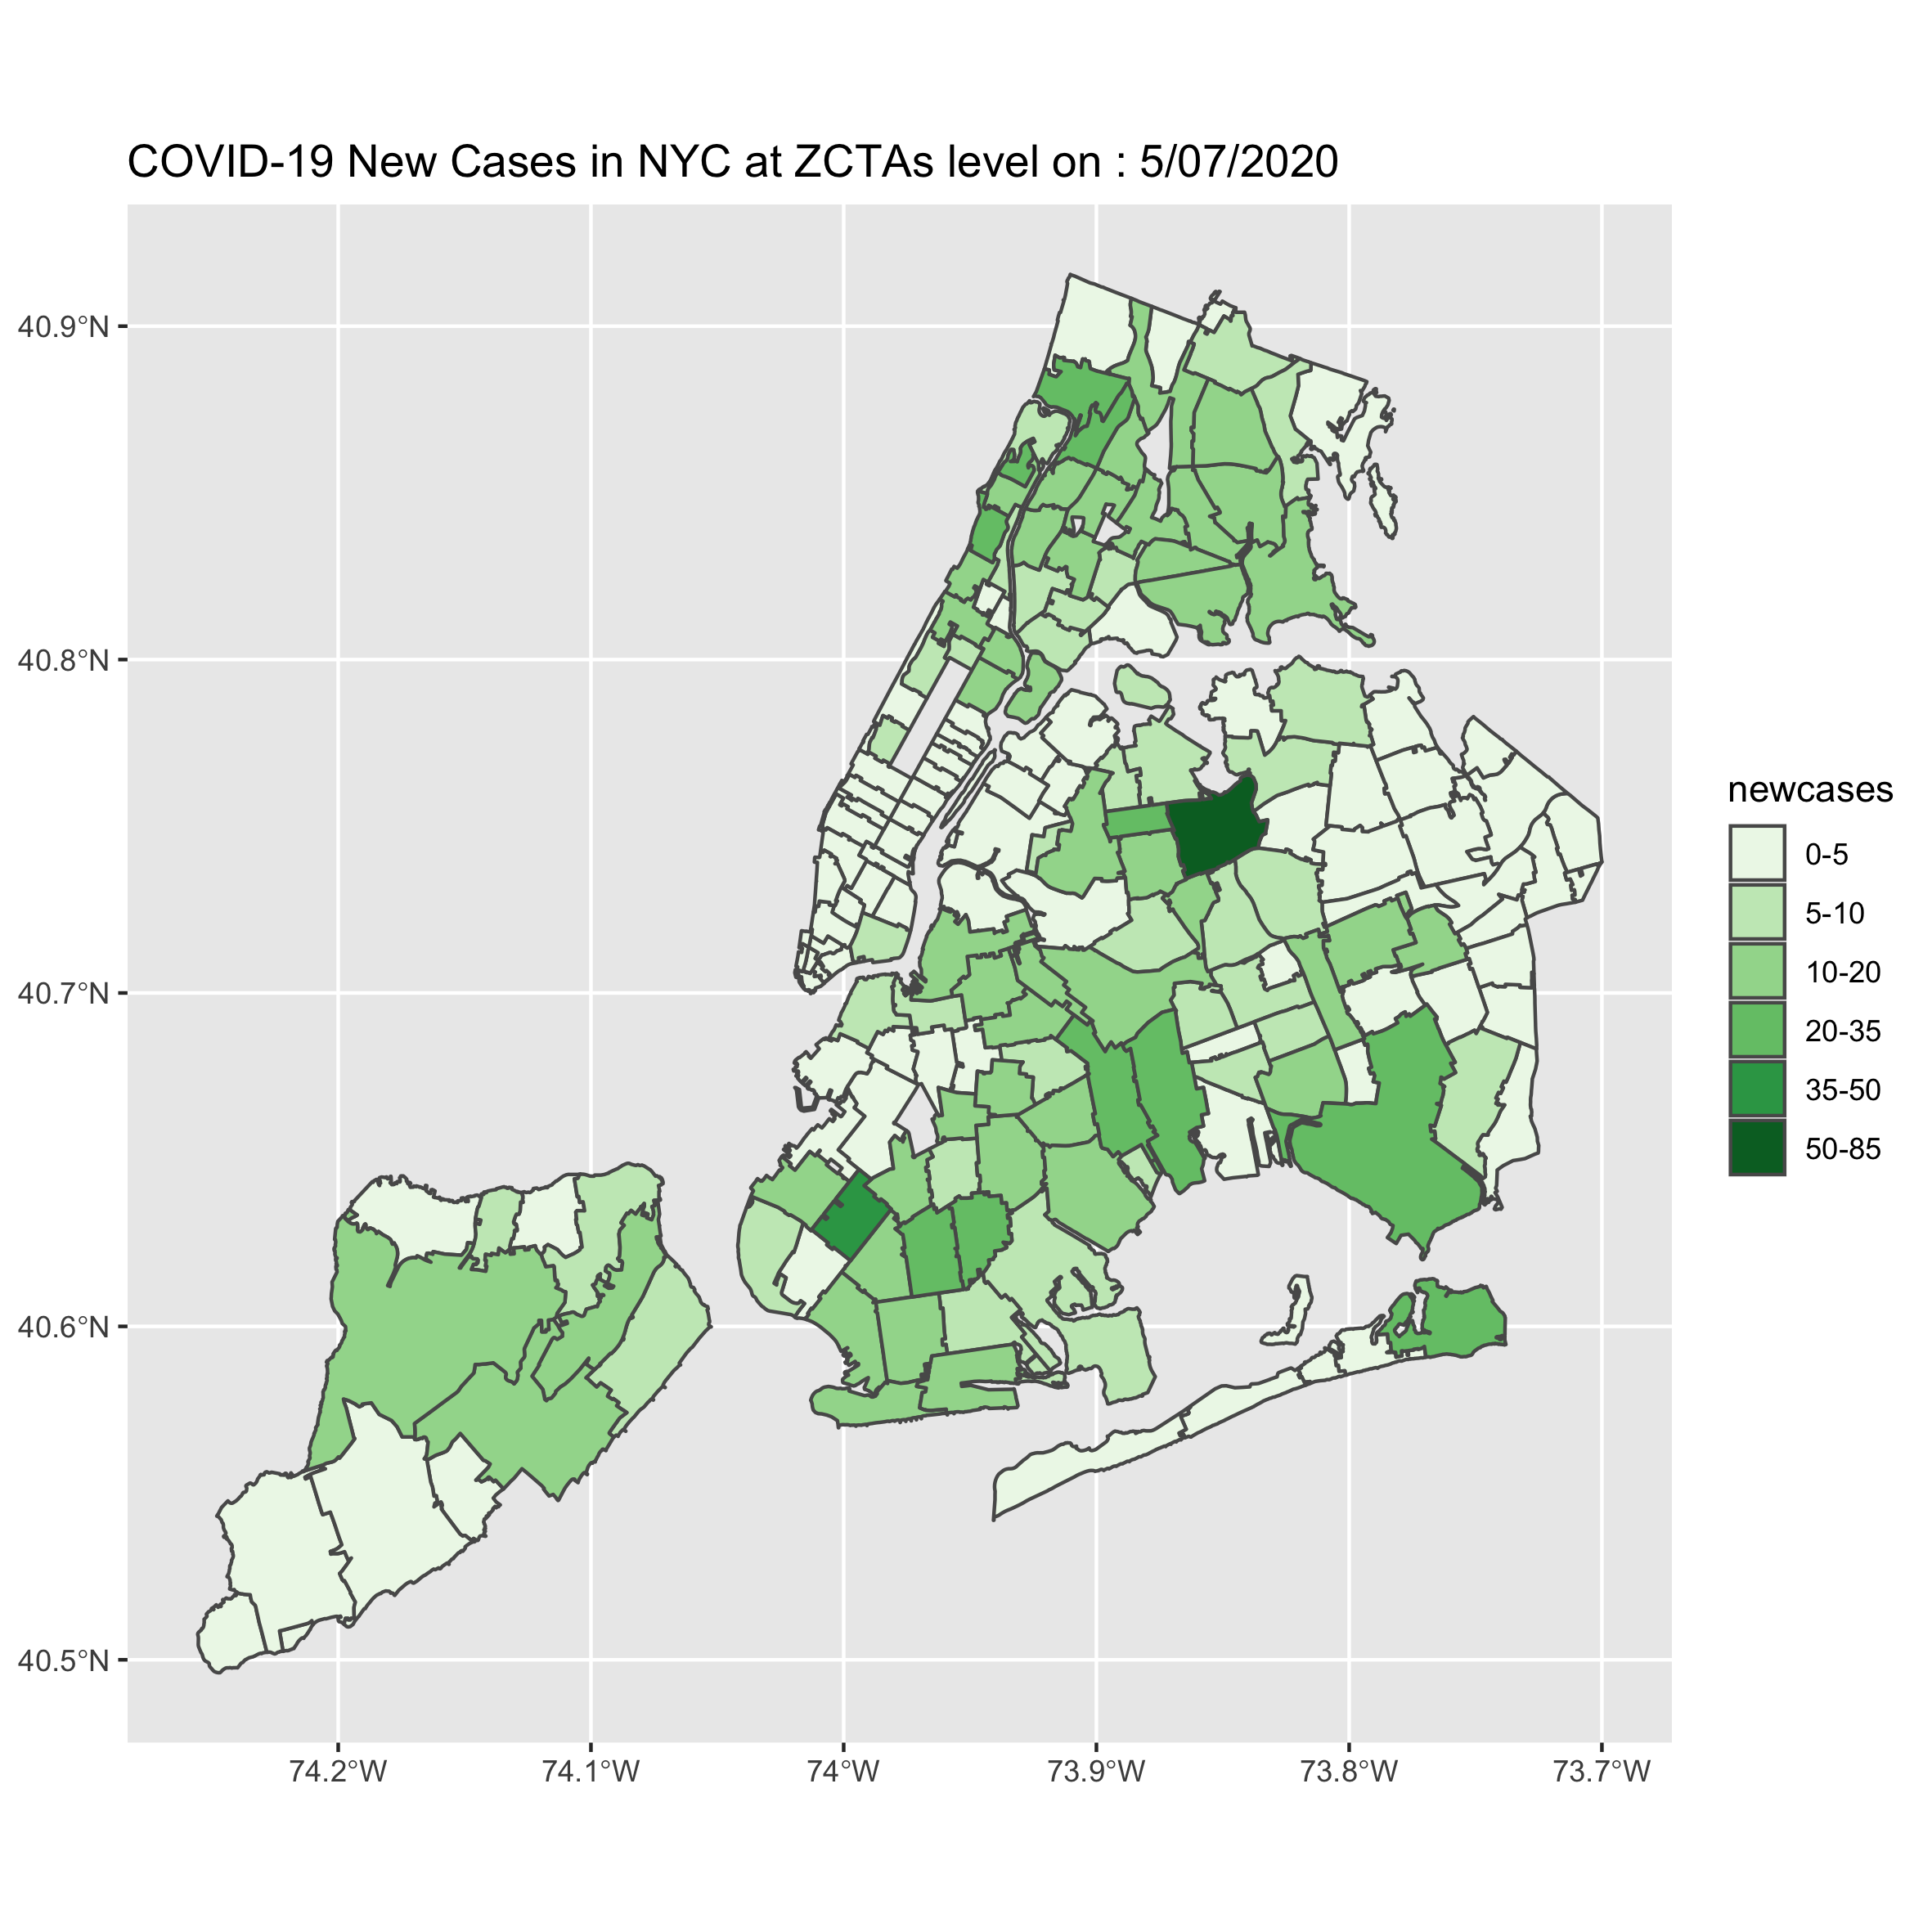 COVID-19 New Cases in NYC at ZCTAs level on : 5/07/2020
40.9°N
40.8°N
40.7°N
40.6°N
40.5°N
74.2°W
74.1°W
74°W
73.9°W
73.8°W
73.7°W
newcases
0-5
5-10
10-20
20-35
35-50
50-85